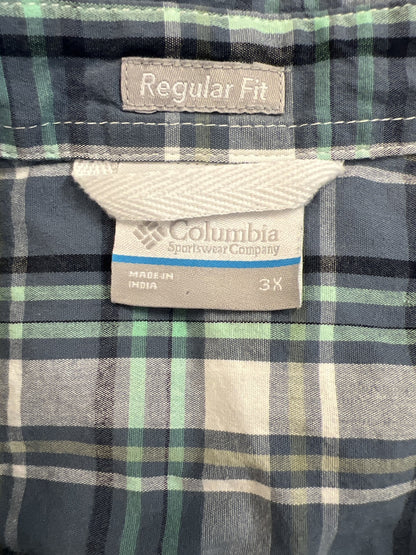 Regular Fit
Columbia
Sportswear Company
MADE IN
INDIA
3X